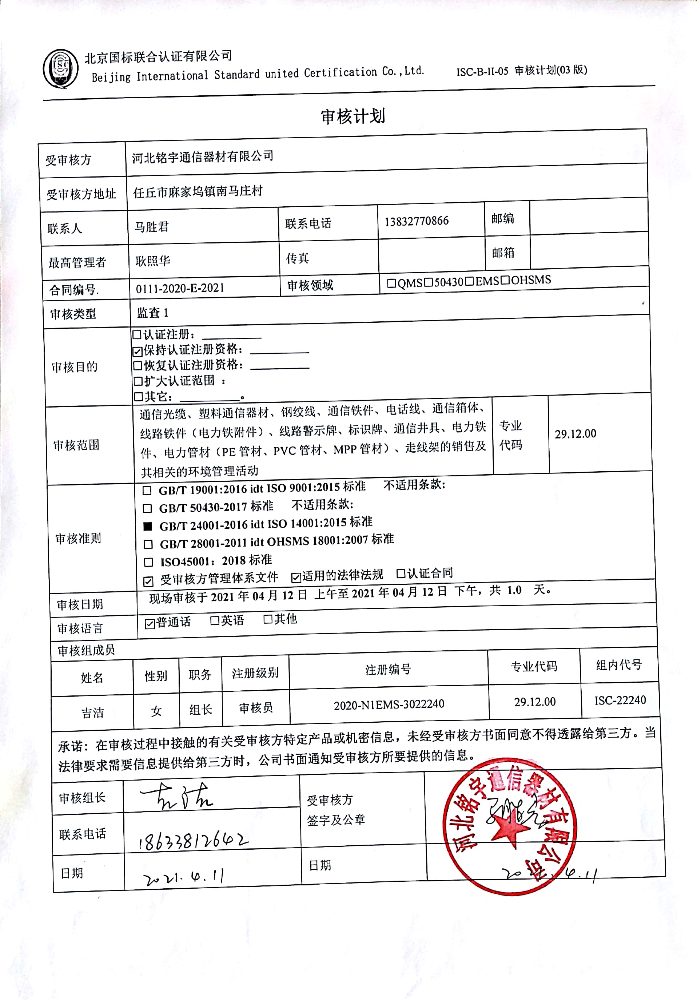 ISC
北京国标联合认证有限公司
Beijing International Standard united Certification Co.,Ltd. ISC-B-II-05 审核计划(03 版)
审核计划
受审核方 河北铭宇通信器材有限公司
受审核方地址 任丘市麻家坞镇南马庄村
联系人 马胜君 联系电话 13832770866 邮编
最高管理者 耿照华 传真 邮箱
合同编号. 0111-2020-E-2021 审核领域 □QMS□50430□EMS□OHSMS
审核类型 监查 1
审核目的
□认证注册：
☑保持认证注册资格：
□恢复认证注册资格：
□扩大认证范围 ：
□其它：。
审核范围
通信光缆、塑料通信器材、钢绞线、通信铁件、电话线、通信箱体、
线路铁件（电力铁附件）、线路警示牌、标识牌、通信井具、电力铁
件、电力管材（PE 管材、PVC 管材、MPP 管材）、走线架的销售及
其相关的环境管理活动
专业
代码
29.12.00
审核准则
□ GB/T 19001:2016 idt ISO 9001:2015 标准 不适用条款:
□ GB/T 50430-2017 标准 不适用条款:
■ GB/T 24001-2016 idt ISO 14001:2015 标准
□ GB/T 28001-2011 idt OHSMS 18001:2007 标准
□ ISO45001：2018 标准
☑ 受审核方管理体系文件 ☑适用的法律法规 □认证合同
审核日期 现场审核于 2021 年 04 月 12 日 上午至 2021 年 04 月 12 日 下午，共 1.0 天。
审核语言 ☑普通话 □英语 □其他
审核组成员
姓名 性别 职务 注册级别 注册编号 专业代码 组内代号
吉洁 女 组长 审核员 2020-N1EMS-3022240 29.12.00 ISC-22240
承诺：在审核过程中接触的有关受审核方特定产品或机密信息，未经受审核方书面同意不得透露给第三方。当
法律要求需要信息提供给第三方时，公司书面通知受审核方所要提供的信息。
审核组长 吉洁
受审核方
签字及公章
河北铭宇通信器材有限公司
联系电话 18633812642
日期 2021.4.11 日期 2021.4.11